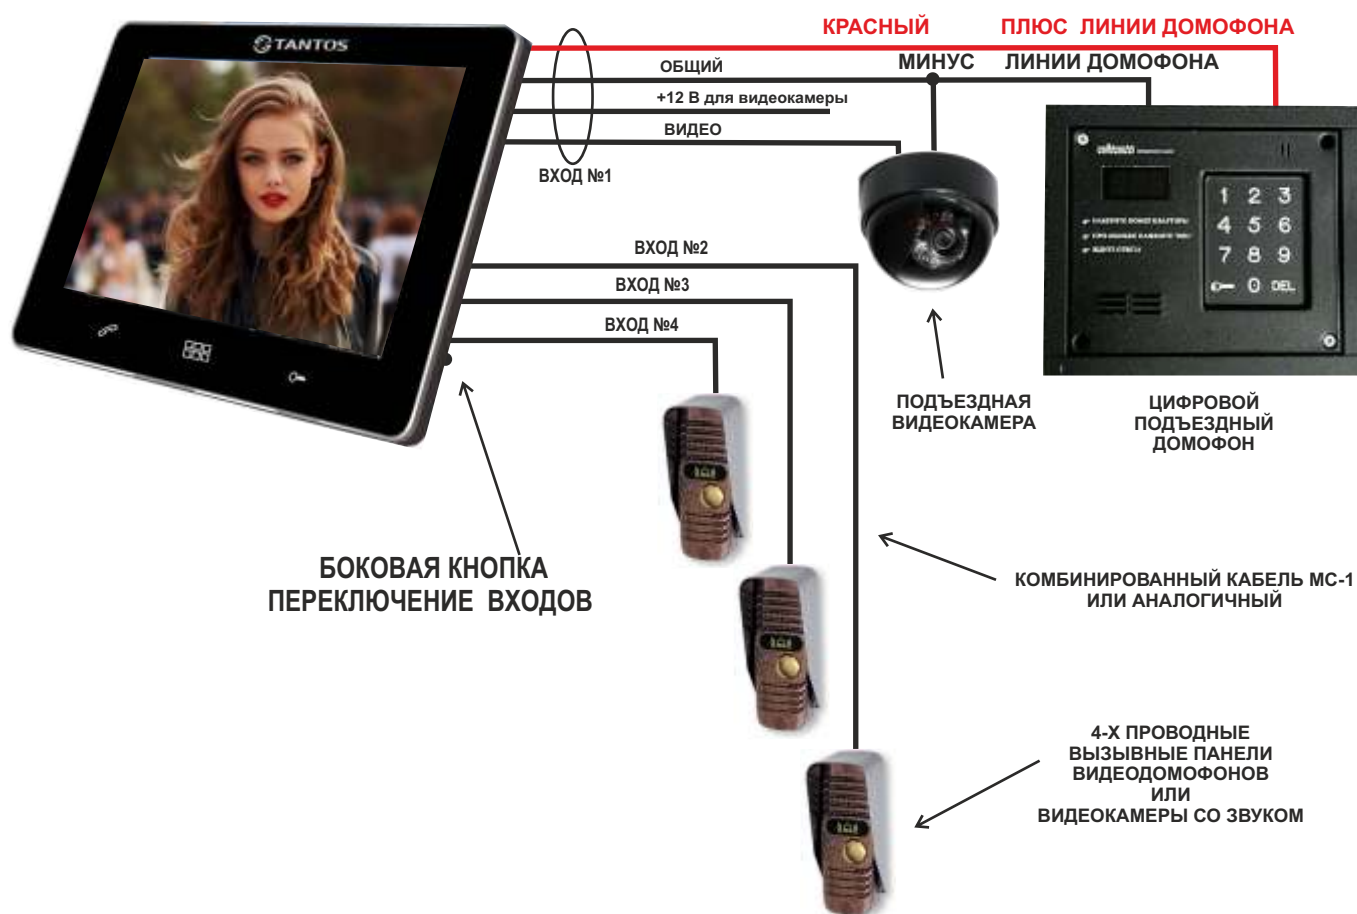 TANTOS
КРАСНЫЙ ПЛЮС ЛИНИИ ДОМОФОНА
ОБЩИЙ
МИНУС ЛИНИИ ДОМОФОНА
+12 В для видеокамеры
ВИДЕО
ВХОД №1
ВХОД №2
ВХОД №3
ВХОД №4
1 2 3
4 5 6
7 8 9
0 DEL
ПОДЪЕЗДНАЯ
ВИДЕОКАМЕРА
ЦИФРОВОЙ
ПОДЪЕЗДНЫЙ
ДОМОФОН
БОКОВАЯ КНОПКА
ПЕРЕКЛЮЧЕНИЕ ВХОДОВ
КОМБИНИРОВАННЫЙ КАБЕЛЬ МС-1
ИЛИ АНАЛОГИЧНЫЙ
4-Х ПРОВОДНЫЕ
ВЫЗЫВНЫЕ ПАНЕЛИ
ВИДЕОДОМОФОНОВ
ИЛИ
ВИДЕОКАМЕРЫ СО ЗВУКОМ